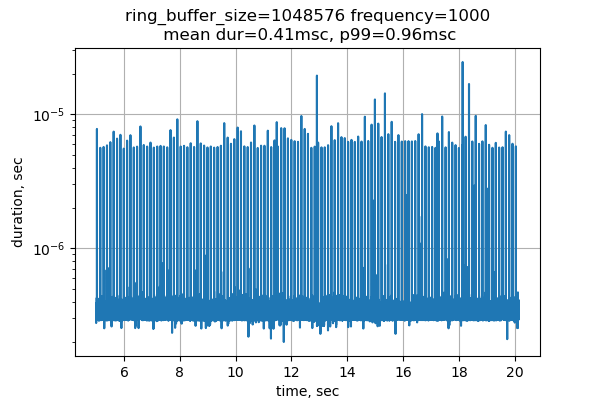 ring_buffer_size=1048576 frequency=1000
mean dur=0.41msc, p99=0.96msc
duration, sec
10⁻⁵
10⁻⁶
6 8 10 12 14 16 18 20
time, sec